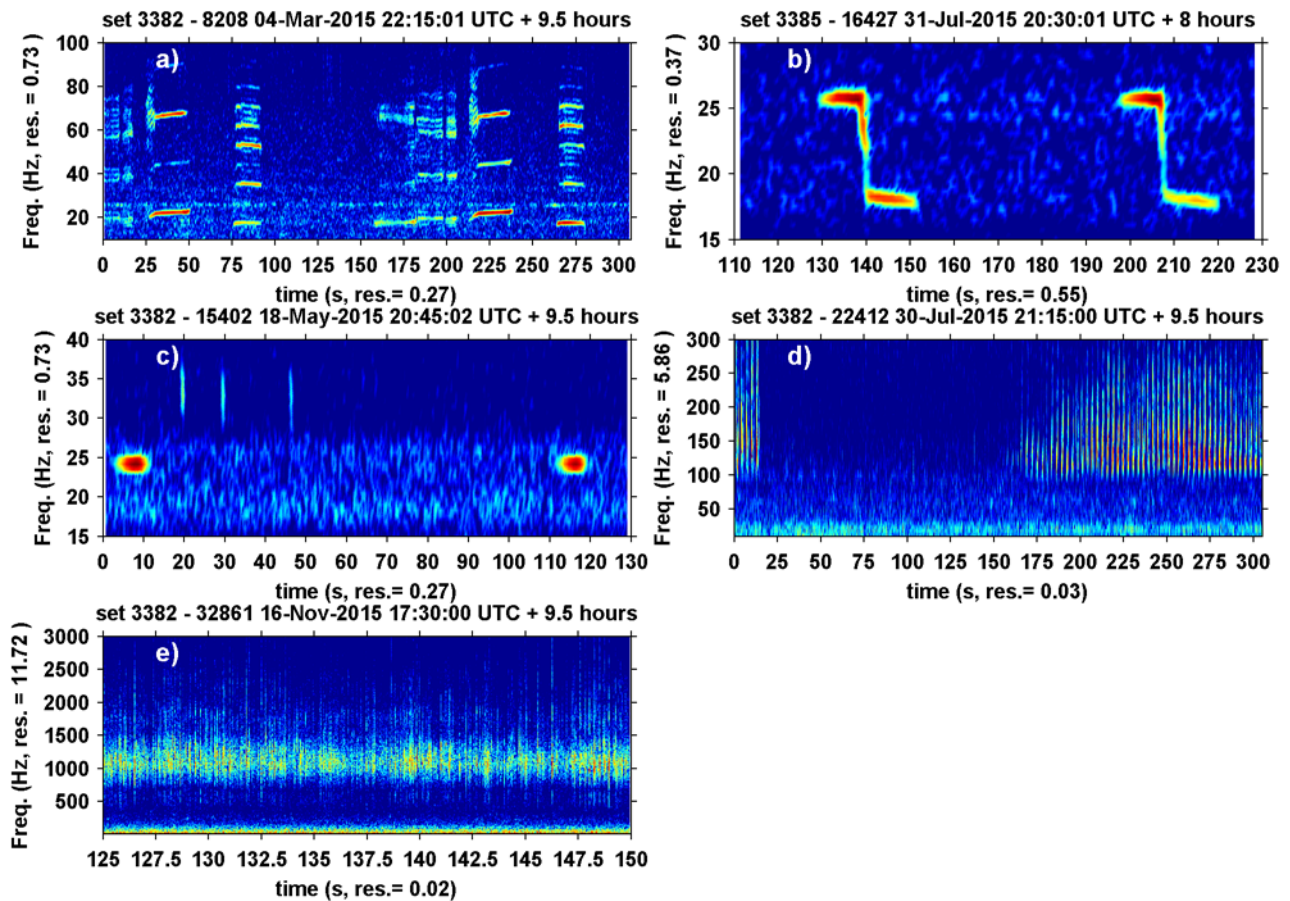 set 3382 - 8208 04-Mar-2015 22:15:01 UTC + 9.5 hours
a)
Freq. (Hz, res. = 0.73 )
100
80
60
40
20
0 25 50 75 100 125 150 175 200 225 250 275 300
time (s, res.= 0.27)
set 3385 - 16427 31-Jul-2015 20:30:01 UTC + 8 hours
b)
Freq. (Hz, res. = 0.37 )
30
25
20
15
110 120 130 140 150 160 170 180 190 200 210 220 230
time (s, res.= 0.55)
set 3382 - 15402 18-May-2015 20:45:02 UTC + 9.5 hours
c)
Freq. (Hz, res. = 0.73 )
40
35
30
25
20
15
0 10 20 30 40 50 60 70 80 90 100 110 120 130
time (s, res.= 0.27)
set 3382 - 22412 30-Jul-2015 21:15:00 UTC + 9.5 hours
d)
Freq. (Hz, res. = 5.86 )
300
250
200
150
100
50
0 25 50 75 100 125 150 175 200 225 250 275 300
time (s, res.= 0.03)
set 3382 - 32861 16-Nov-2015 17:30:00 UTC + 9.5 hours
e)
Freq. (Hz, res. = 11.72 )
3000
2500
2000
1500
1000
500
125 127.5 130 132.5 135 137.5 140 142.5 145 147.5 150
time (s, res.= 0.02)